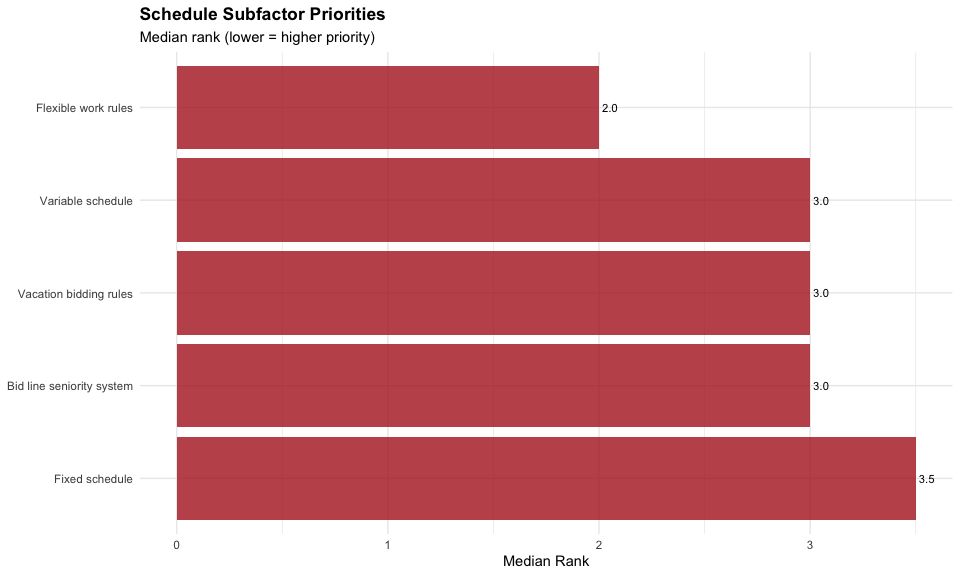 Schedule Subfactor Priorities
Median rank (lower = higher priority)
Flexible work rules
2.0
Variable schedule
3.0
Vacation bidding rules
3.0
Bid line seniority system
3.0
Fixed schedule
3.5
0 1 2 3
Median Rank